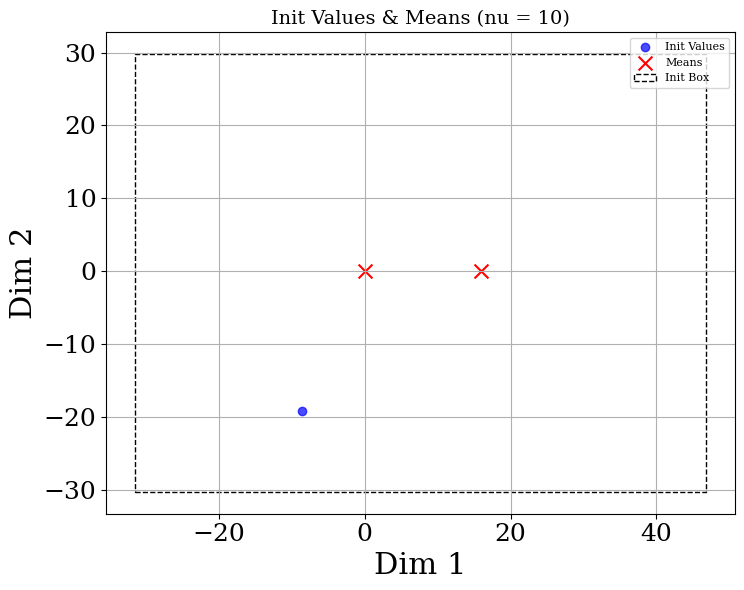 Init Values & Means (nu = 10)
Init Values
Means
Init Box
30
20
10
0
−10
−20
−30
Dim 2
−20
0
20
40
Dim 1